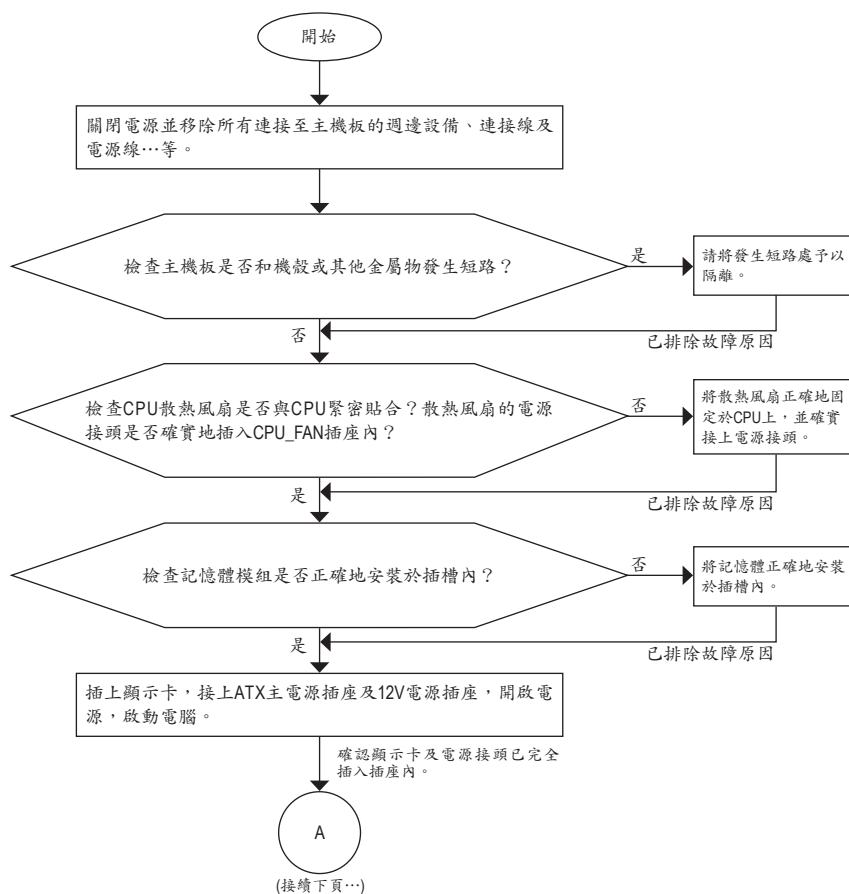 開始
關閉電源並移除所有連接至主機板的週邊設備、連接線及
電源線⋯等。
檢查主機板是否和機殼或其他金屬物發生短路?
是
請將發生短路處予以
隔離。
否
已排除故障原因
檢查CPU散熱風扇是否與CPU緊密貼合?散熱風扇的電源
接頭是否確實地插入CPU_FAN插座內?
否
將散熱風扇正確地固
定於CPU上,並確實
接上電源接頭。
是
已排除故障原因
檢查記憶體模組是否正確地安裝於插槽內?
否
將記憶體正確地安裝
於插槽內。
是
已排除故障原因
插上顯示卡,接上ATX主電源插座及12V電源插座,開啟電
源,啟動電腦。
確認顯示卡及電源接頭已完全
插入插座內。
A
(接續下頁⋯)